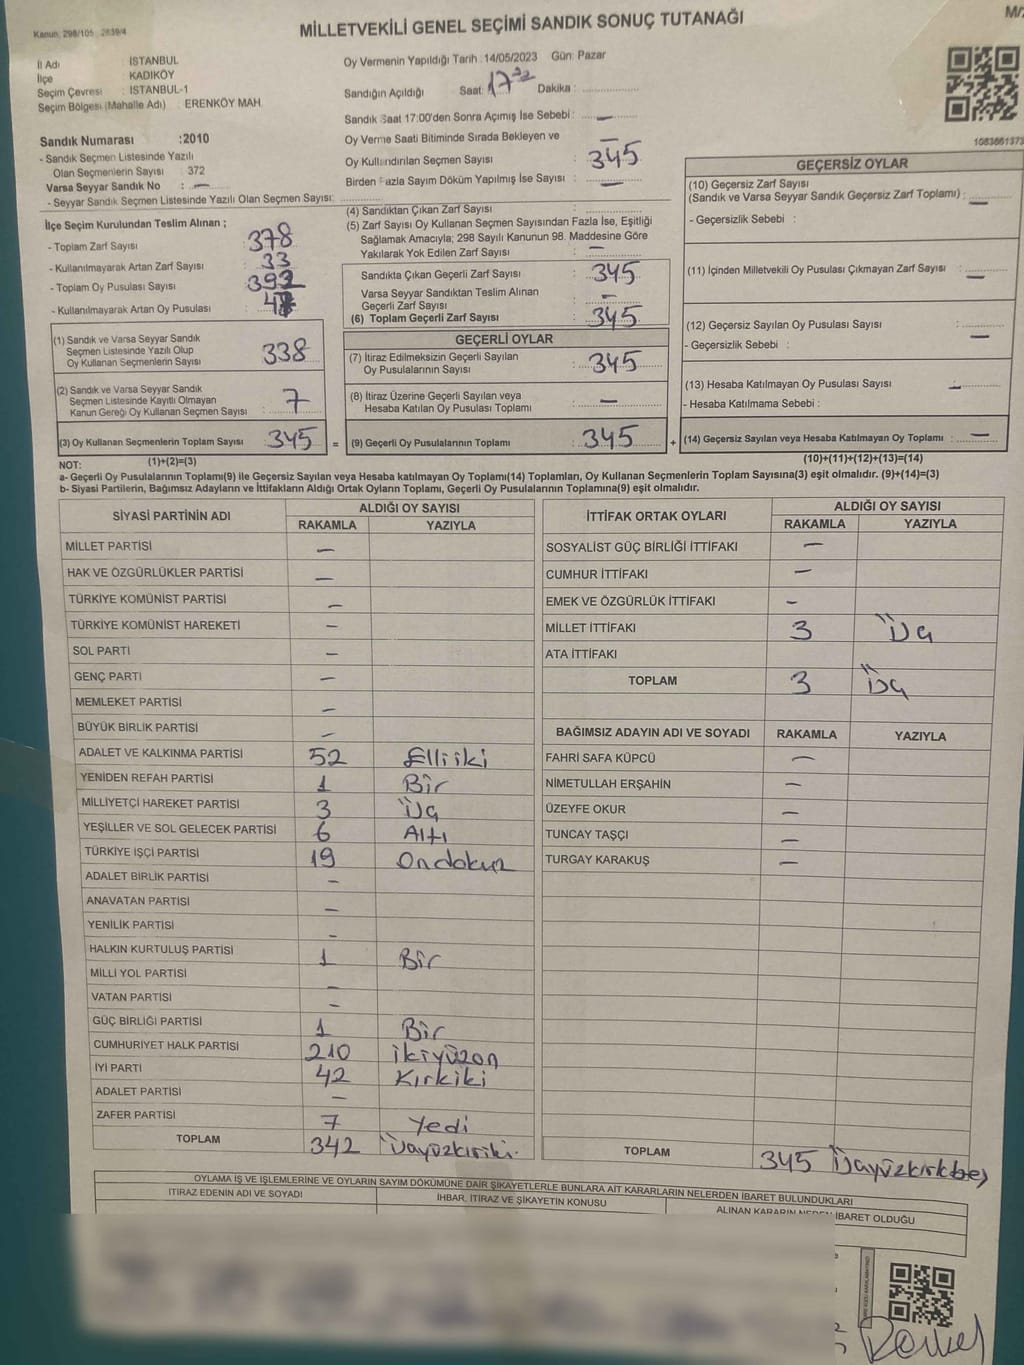 Kanun. 298/105
MİLLETVEKİLİ GENEL SEÇİMİ SANDIK SONUÇ TUTANAĞI
İl Adı : İSTANBUL
İlçe : KADIKÖY
Seçim Çevresi : İSTANBUL-1
Seçim Bölgesi (Mahalle Adı) : ERENKÖY MAH.
Oy Vermenin Yapıldığı Tarih : 14/05/2023 Gün: Pazar
Sandığın Açıldığı Saat: 17 Dakika :
Sandık Saat 17:00'den Sonra Açımış İse Sebebi : —
Sandık Numarası :2010
- Sandık Seçmen Listesinde Yazılı
Olan Seçmenlerin Sayısı : 372
Varsa Seyyar Sandık No : —
- Seyyar Sandık Seçmen Listesinde Yazılı Olan Seçmen Sayısı:
Oy Verme Saati Bitiminde Sırada Bekleyen ve —
Oy Kullandırılan Seçmen Sayısı : 345
Birden Fazla Sayım Döküm Yapılmış İse Sayısı : —
İlçe Seçim Kurulundan Teslim Alınan ;
- Toplam Zarf Sayısı : 378
- Kullanılmayarak Artan Zarf Sayısı : 33
- Toplam Oy Pusulası Sayısı : 392
- Kullanılmayarak Artan Oy Pusulası :
(1) Sandık ve Varsa Seyyar Sandık
Seçmen Listesinde Yazılı Olup
Oy Kullanan Seçmenlerin Sayısı : 338
(2) Sandık ve Varsa Seyyar Sandık
Seçmen Listesinde Kayıtlı Olmayan
Kanun Gereği Oy Kullanan Seçmen Sayısı : 7
(3) Oy Kullanan Seçmenlerin Toplam Sayısı : 345 =
(4) Sandıktan Çıkan Zarf Sayısı :
(5) Zarf Sayısı Oy Kullanan Seçmen Sayısından Fazla İse, Eşitliği
Sağlamak Amacıyla; 298 Sayılı Kanunun 98. Maddesine Göre
Yakılarak Yok Edilen Zarf Sayısı : —
Sandıkta Çıkan Geçerli Zarf Sayısı : 345
Varsa Seyyar Sandıktan Teslim Alınan
Geçerli Zarf Sayısı : —
(6) Toplam Geçerli Zarf Sayısı : 345
GEÇERLİ OYLAR
(7) İtiraz Edilmeksizin Geçerli Sayılan
Oy Pusulalarının Sayısı : 345
(8) İtiraz Üzerine Geçerli Sayılan veya
Hesaba Katılan Oy Pusulası Toplamı : —
(9) Geçerli Oy Pusulalarının Toplamı : 345 +
GEÇERSİZ OYLAR
(10) Geçersiz Zarf Sayısı
(Sandık ve Varsa Seyyar Sandık Geçersiz Zarf Toplamı) : —
- Geçersizlik Sebebi :
(11) İçinden Milletvekili Oy Pusulası Çıkmayan Zarf Sayısı : —
(12) Geçersiz Sayılan Oy Pusulası Sayısı : —
- Geçersizlik Sebebi :
(13) Hesaba Katılmayan Oy Pusulası Sayısı : —
- Hesaba Katılmama Sebebi :
(14) Geçersiz Sayılan veya Hesaba Katılmayan Oy Toplamı : —
NOT: (1)+(2)=(3)
(10)+(11)+(12)+(13)=(14)
a- Geçerli Oy Pusulalarının Toplamı(9) ile Geçersiz Sayılan veya Hesaba katılmayan Oy Toplamı(14) Toplamları, Oy Kullanan Seçmenlerin Toplam Sayısına(3) eşit olmalıdır. (9)+(14)=(3)
b- Siyasi Partilerin, Bağımsız Adayların ve İttifakların Aldığı Ortak Oyların Toplamı, Geçerli Oy Pusulalarının Toplamına(9) eşit olmalıdır.
SİYASİ PARTİNİN ADI ALDIĞI OY SAYISI
RAKAMLA YAZIYLA
MİLLET PARTİSİ —
HAK VE ÖZGÜRLÜKLER PARTİSİ —
TÜRKİYE KOMÜNİST PARTİSİ —
TÜRKİYE KOMÜNİST HAREKETİ —
SOL PARTİ —
GENÇ PARTİ —
MEMLEKET PARTİSİ —
BÜYÜK BİRLİK PARTİSİ —
ADALET VE KALKINMA PARTİSİ 52 Elliiki
YENİDEN REFAH PARTİSİ 1 Bir
MİLLİYETÇİ HAREKET PARTİSİ 3 Üç
YEŞİLLER VE SOL GELECEK PARTİSİ 6 Altı
TÜRKİYE İŞÇİ PARTİSİ 19 Ondokuz
ADALET BİRLİK PARTİSİ —
ANAVATAN PARTİSİ —
YENİLİK PARTİSİ —
HALKIN KURTULUŞ PARTİSİ 1 Bir
MİLLİ YOL PARTİSİ —
VATAN PARTİSİ —
GÜÇ BİRLİĞİ PARTİSİ 1 Bir
CUMHURİYET HALK PARTİSİ 210 ikiyüzon
İYİ PARTİ 42 Kırkiki
ADALET PARTİSİ —
ZAFER PARTİSİ 7 Yedi
TOPLAM 342 Üçyüzkırkiki
İTTİFAK ORTAK OYLARI ALDIĞI OY SAYISI
RAKAMLA YAZIYLA
SOSYALİST GÜÇ BİRLİĞİ İTTİFAKI —
CUMHUR İTTİFAKI —
EMEK VE ÖZGÜRLÜK İTTİFAKI —
MİLLET İTTİFAKI 3 Üç
ATA İTTİFAKI
TOPLAM 3 Üç
BAĞIMSIZ ADAYIN ADI VE SOYADI RAKAMLA YAZIYLA
FAHRİ SAFA KÜPCÜ —
NİMETULLAH ERŞAHİN —
ÜZEYFE OKUR —
TUNCAY TAŞÇI —
TURGAY KARAKUŞ —
TOPLAM 345 Üçyüzkırkbeş
OYLAMA İŞ VE İŞLEMLERİNE VE OYLARIN SAYIM DÖKÜMÜNE DAİR ŞİKAYETLERLE BUNLARA AİT KARARLARIN NELERDEN İBARET BULUNDUKLARI
İTİRAZ EDENİN ADI VE SOYADI İHBAR, İTİRAZ VE ŞİKAYETİN KONUSU ALINAN KARARIN NEDEN İBARET OLDUĞU